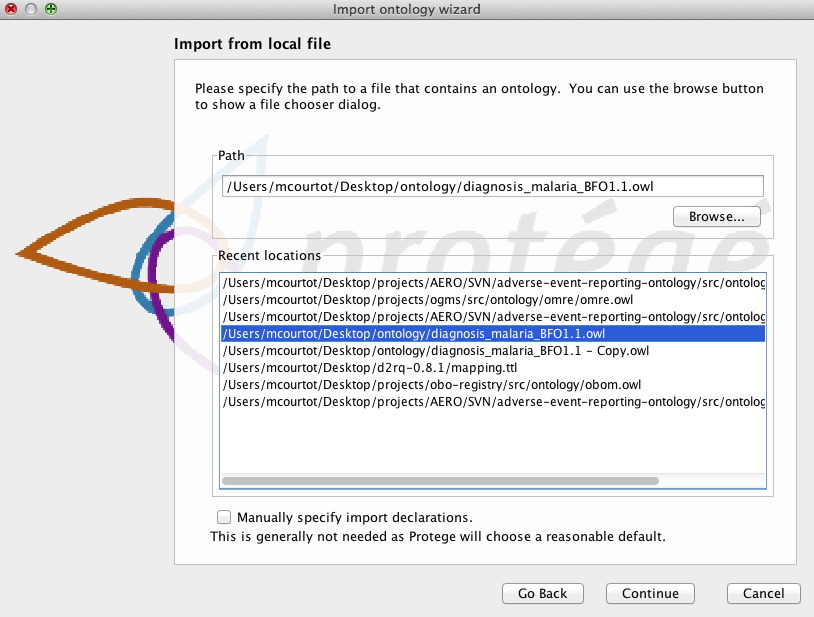 Import ontology wizard
Import from local file
Please specify the path to a file that contains an ontology.  You can use the browse button
to show a file chooser dialog.
Path
/Users/mcourtot/Desktop/ontology/diagnosis_malaria_BFO1.1.owl
Browse...
protégé
Recent locations
/Users/mcourtot/Desktop/projects/AERO/SVN/adverse-event-reporting-ontology/src/ontolog
/Users/mcourtot/Desktop/projects/ogms/src/ontology/omre/omre.owl
/Users/mcourtot/Desktop/projects/AERO/SVN/adverse-event-reporting-ontology/src/ontolog
/Users/mcourtot/Desktop/ontology/diagnosis_malaria_BFO1.1.owl
/Users/mcourtot/Desktop/ontology/diagnosis_malaria_BFO1.1 - Copy.owl
/Users/mcourtot/Desktop/d2rq-0.8.1/mapping.ttl
/Users/mcourtot/Desktop/projects/obo-registry/src/ontology/obom.owl
/Users/mcourtot/Desktop/projects/AERO/SVN/adverse-event-reporting-ontology/src/ontolog
Manually specify import declarations.
This is generally not needed as Protege will choose a reasonable default.
Go Back
Continue
Cancel